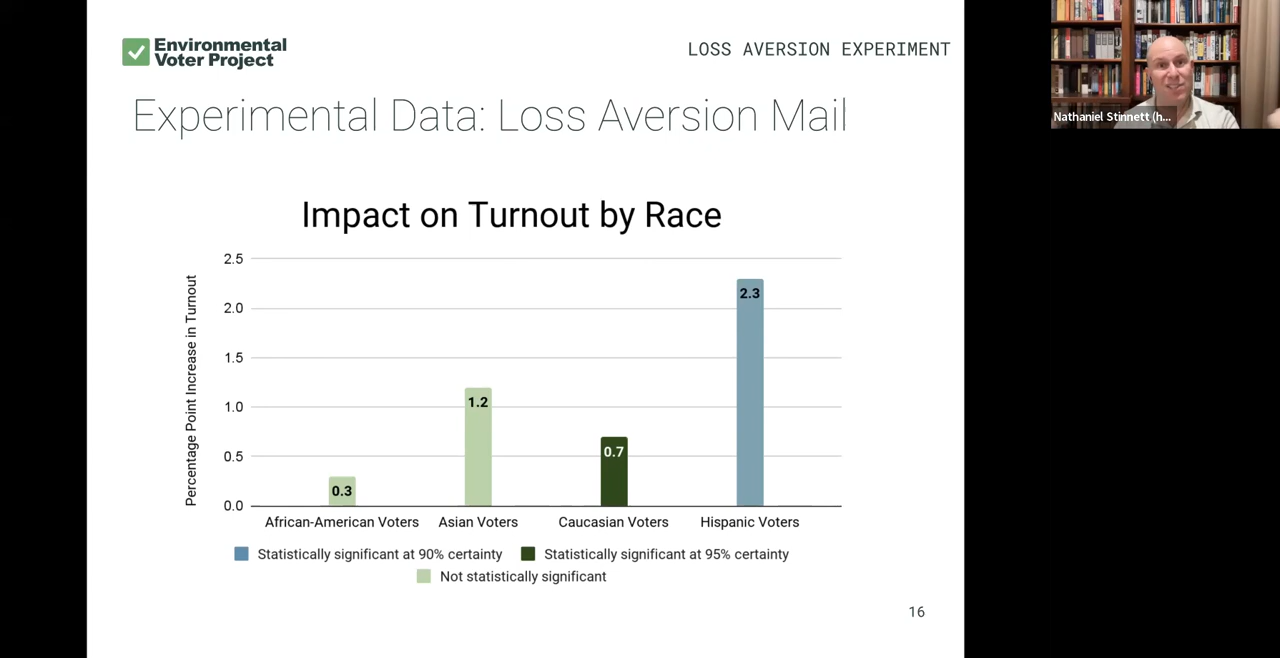 Environmental
Voter Project
LOSS AVERSION EXPERIMENT
Nathaniel Stinnett (h...
Experimental Data: Loss Aversion Mail
Impact on Turnout by Race
Percentage Point Increase in Turnout
2.5
2.0
1.5
1.0
0.5
0.0
0.3
1.2
0.7
2.3
African-American Voters
Asian Voters
Caucasian Voters
Hispanic Voters
Statistically significant at 90% certainty
Statistically significant at 95% certainty
Not statistically significant
16